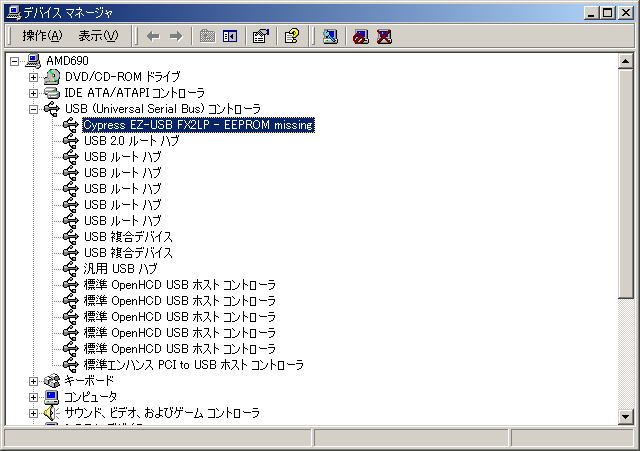 デバイス マネージャ
操作(A) 表示(V)
AMD690
DVD/CD-ROM ドライブ
IDE ATA/ATAPI コントローラ
USB (Universal Serial Bus) コントローラ
Cypress EZ-USB FX2LP - EEPROM missing
USB 2.0 ルート ハブ
USB ルート ハブ
USB ルート ハブ
USB ルート ハブ
USB ルート ハブ
USB ルート ハブ
USB 複合デバイス
USB 複合デバイス
汎用 USB ハブ
標準 OpenHCD USB ホスト コントローラ
標準 OpenHCD USB ホスト コントローラ
標準 OpenHCD USB ホスト コントローラ
標準 OpenHCD USB ホスト コントローラ
標準 OpenHCD USB ホスト コントローラ
標準エンハンス PCI to USB ホスト コントローラ
キーボード
コンピュータ
サウンド、ビデオ、およびゲーム コントローラ